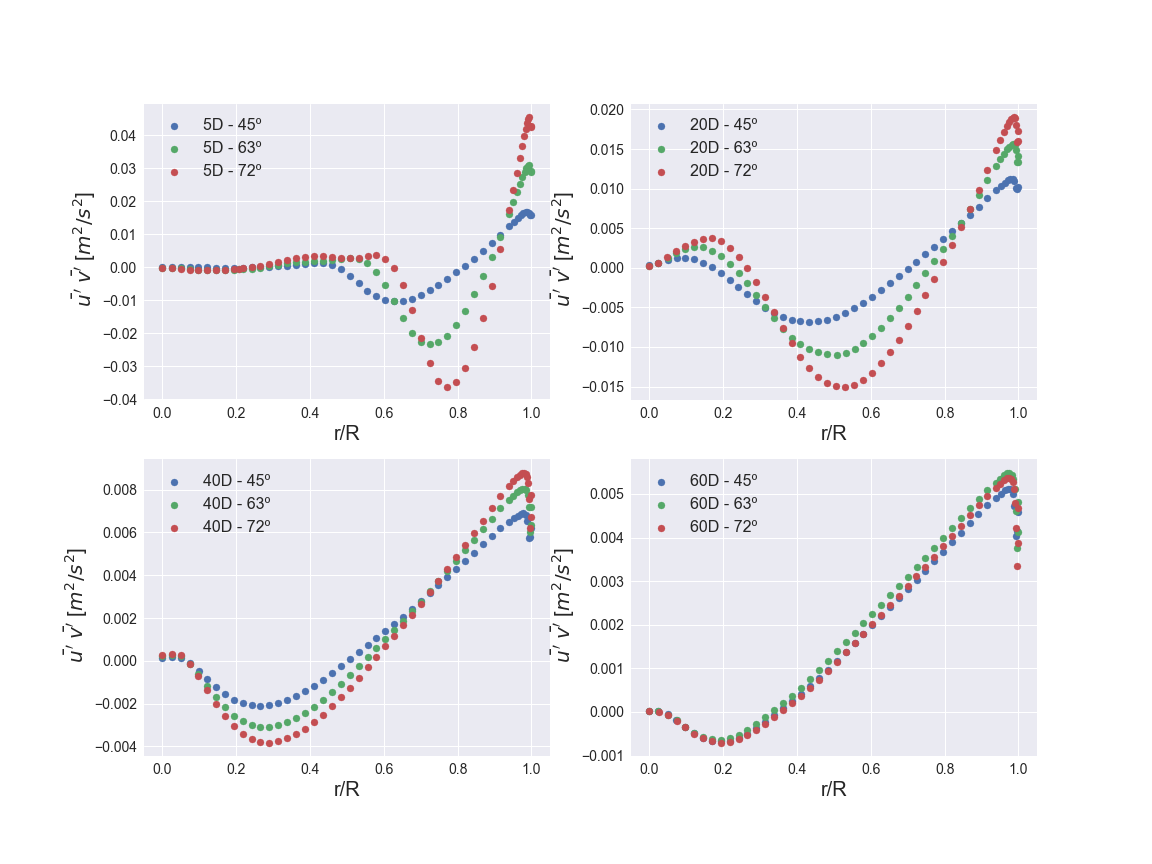 5D - 45º
5D - 63º
5D - 72º
0.04
0.03
0.02
0.01
0.00
−0.01
−0.02
−0.03
−0.04
0.0 0.2 0.4 0.6 0.8 1.0
r/R
u̅′ v̅′ [m²/s²]
20D - 45º
20D - 63º
20D - 72º
0.020
0.015
0.010
0.005
0.000
−0.005
−0.010
−0.015
0.0 0.2 0.4 0.6 0.8 1.0
r/R
u̅′ v̅′ [m²/s²]
40D - 45º
40D - 63º
40D - 72º
0.008
0.006
0.004
0.002
0.000
−0.002
−0.004
0.0 0.2 0.4 0.6 0.8 1.0
r/R
u̅′ v̅′ [m²/s²]
60D - 45º
60D - 63º
60D - 72º
0.005
0.004
0.003
0.002
0.001
0.000
−0.001
0.0 0.2 0.4 0.6 0.8 1.0
r/R
u̅′ v̅′ [m²/s²]